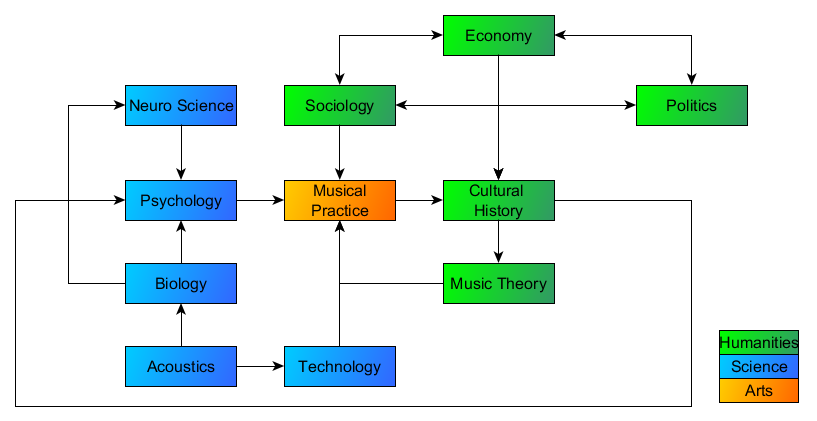 Economy
Neuro Science
Sociology
Politics
Psychology
Musical
Practice
Cultural
History
Biology
Music Theory
Acoustics
Technology
Humanities
Science
Arts